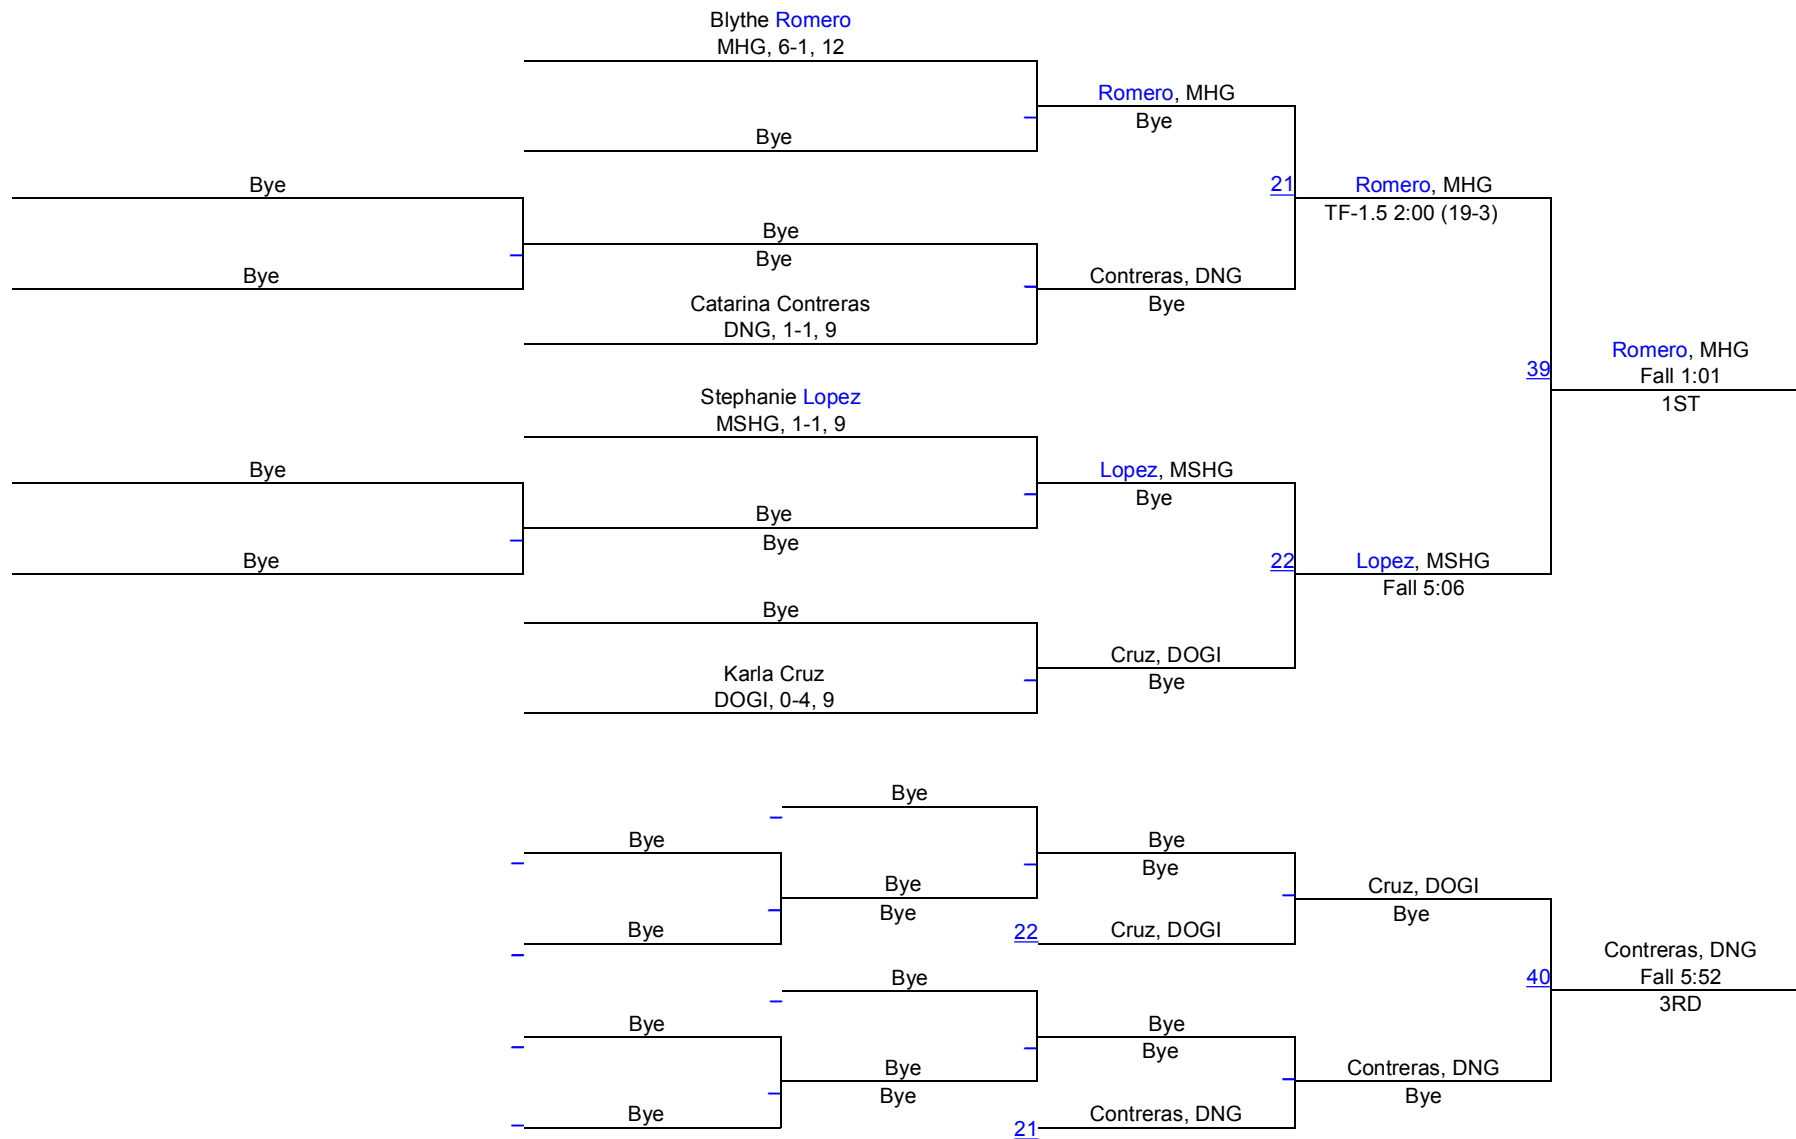 Blythe Romero
MHG, 6-1, 12
Romero, MHG
Bye
Bye
Bye
21
Romero, MHG
TF-1.5 2:00 (19-3)
Bye
Bye
Bye
Contreras, DNG
Bye
Catarina Contreras
DNG, 1-1, 9
39
Romero, MHG
Fall 1:01
1ST
Stephanie Lopez
MSHG, 1-1, 9
Bye
Lopez, MSHG
Bye
Bye
Bye
Bye
22
Lopez, MSHG
Fall 5:06
Bye
Cruz, DOGI
Bye
Karla Cruz
DOGI, 0-4, 9
Bye
Bye
Bye
Bye
Bye
Bye
Cruz, DOGI
Bye
Bye
22
Cruz, DOGI
40
Contreras, DNG
Fall 5:52
3RD
Bye
Bye
Bye
Bye
Bye
Bye
Contreras, DNG
Bye
Bye
21
Contreras, DNG